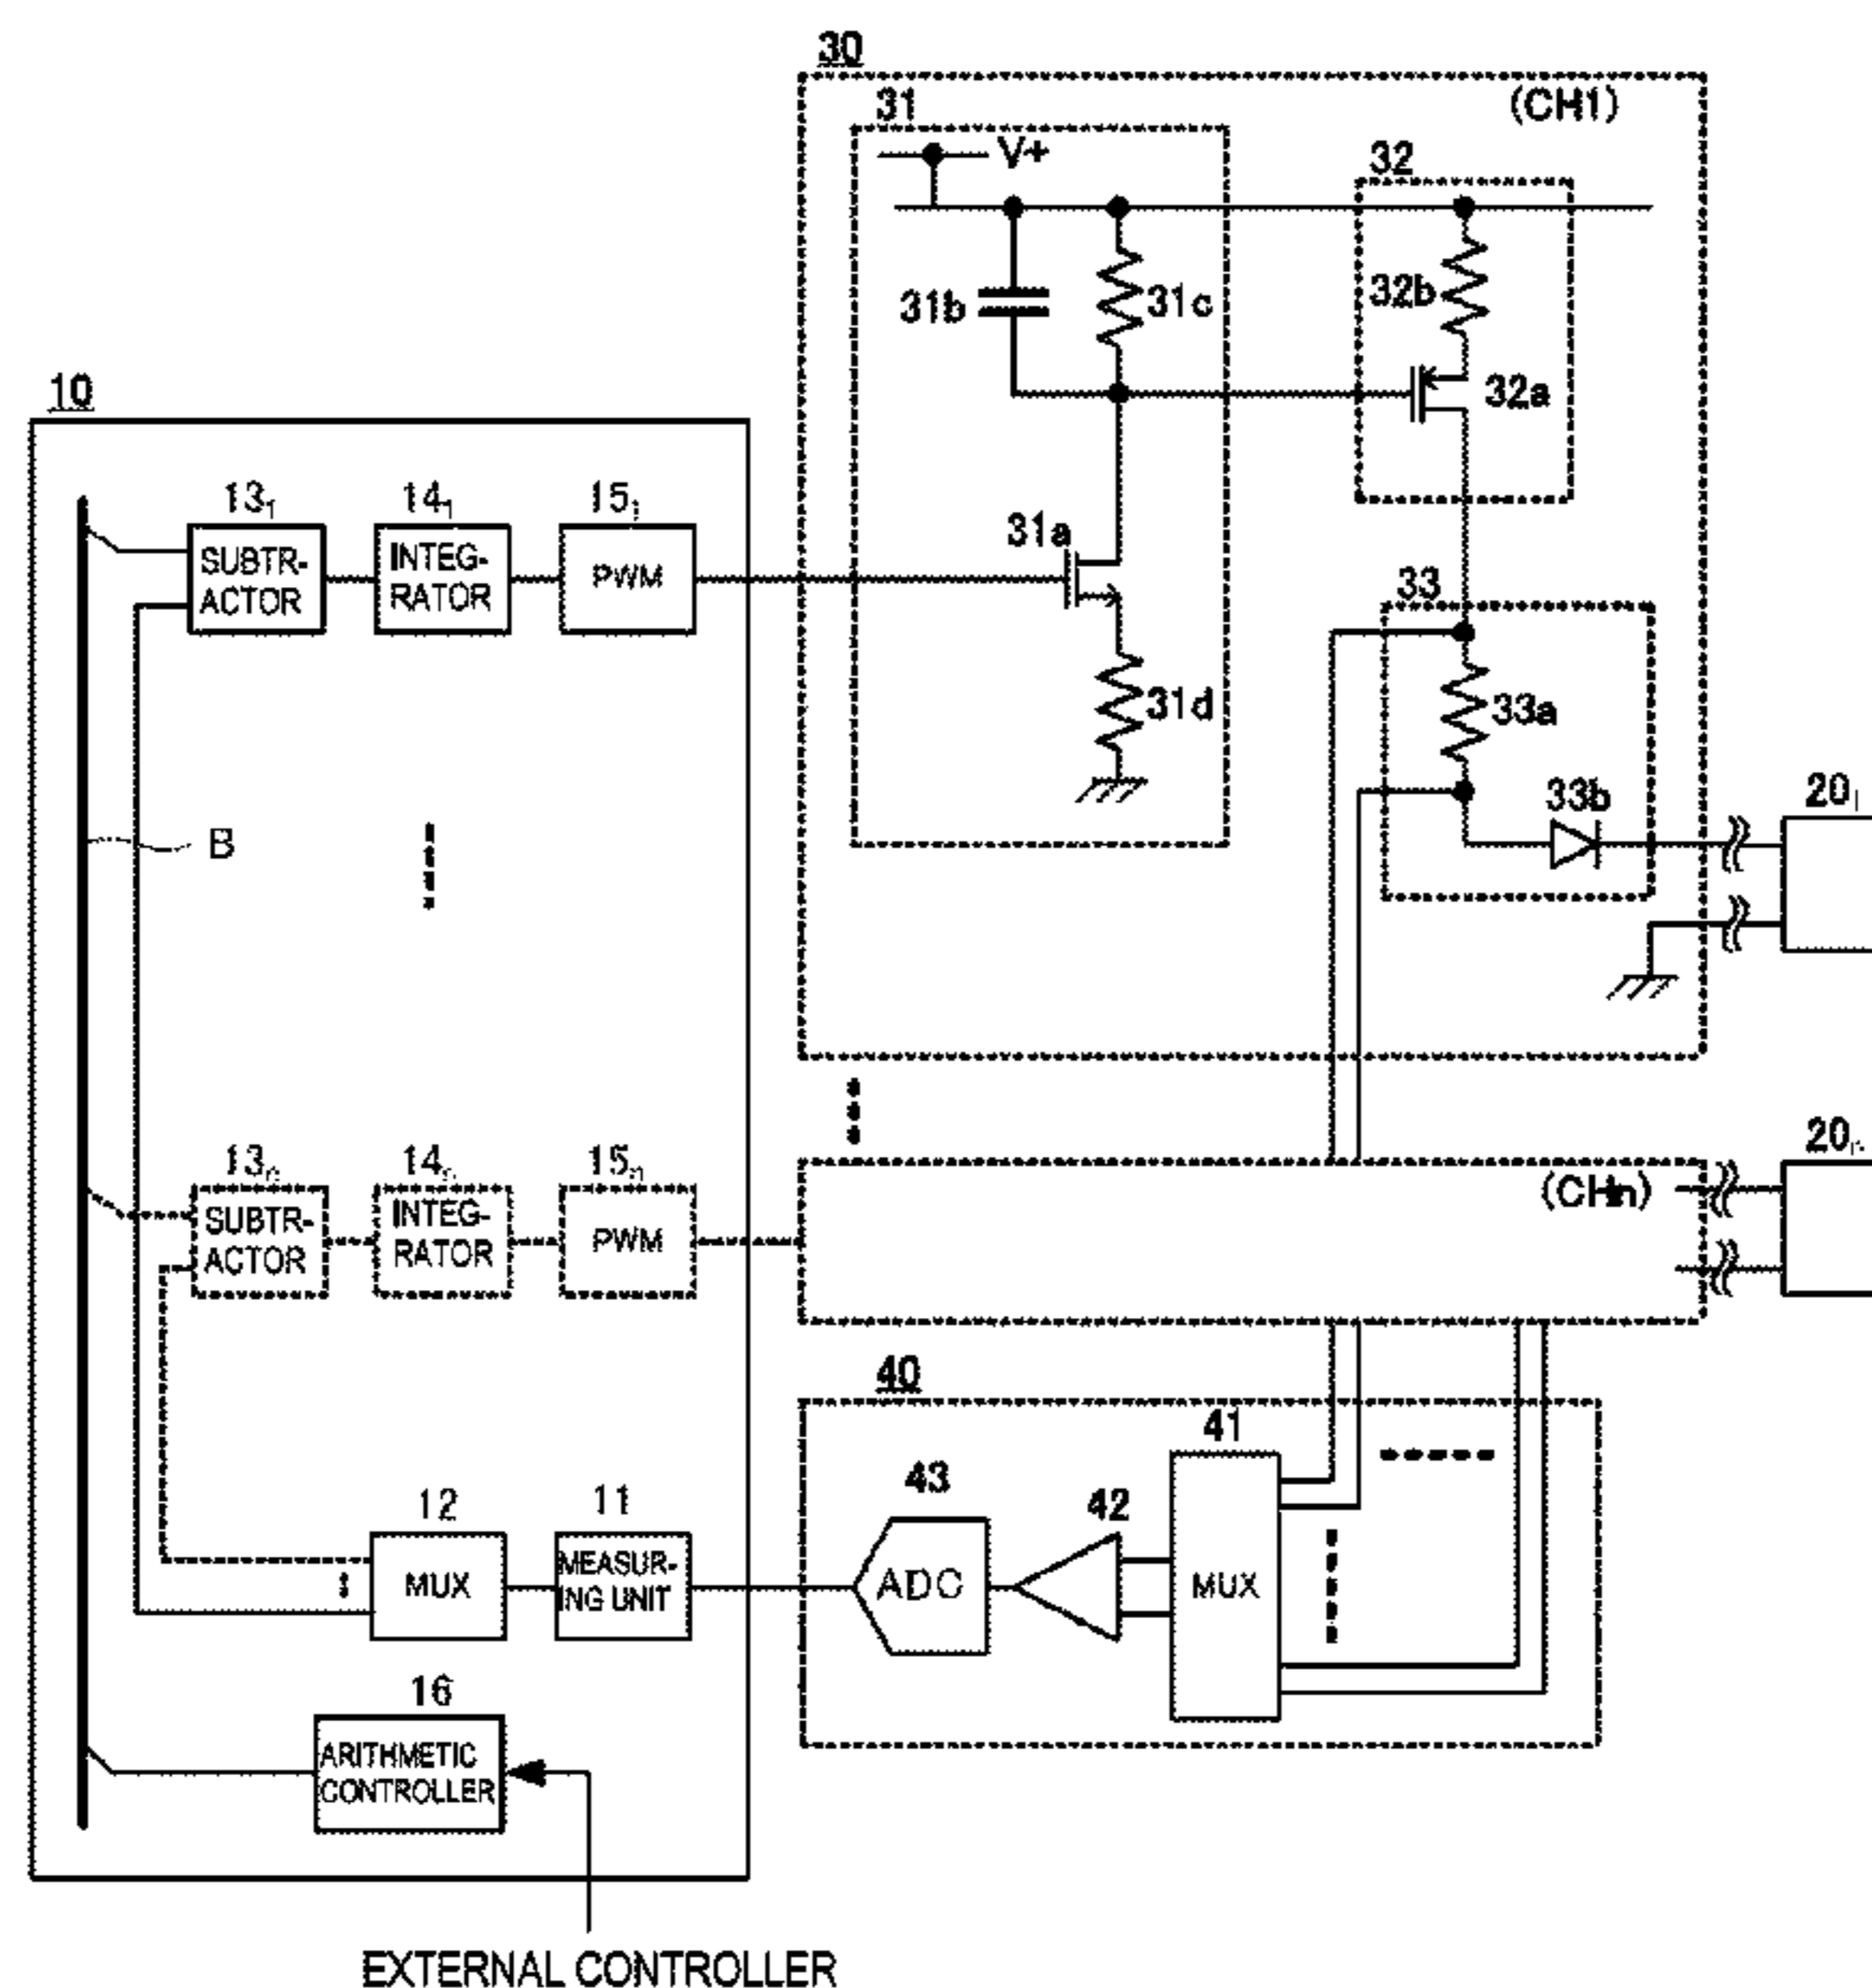 30
(CH1)
31
V+
32
31b
31c
32b
32a
10
13₁
14₁
15₁
31a
SUBTR-
ACTOR
INTEG-
RATOR
PWM
33
31d
33a
33b
20₁
B
13ₙ
14ₙ
15ₙ
20ₙ
SUBTR-
ACTOR
INTEG-
RATOR
PWM
(CHn)
40
41
43
42
12
11
MUX
MEASUR-
ING UNIT
ADC
MUX
16
ARITHMETIC
CONTROLLER
EXTERNAL CONTROLLER